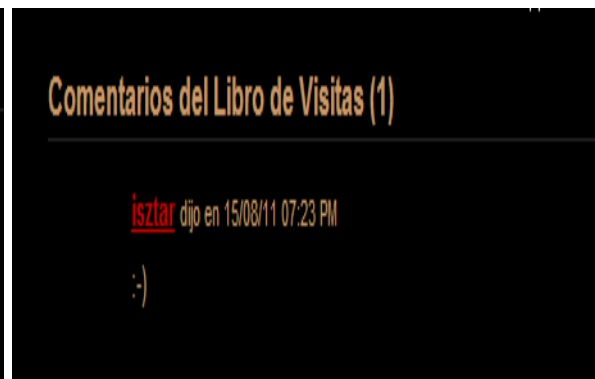 Comentarios del Libro de Visitas (1)
isztar dijo en 15/08/11 07:23 PM
:-)